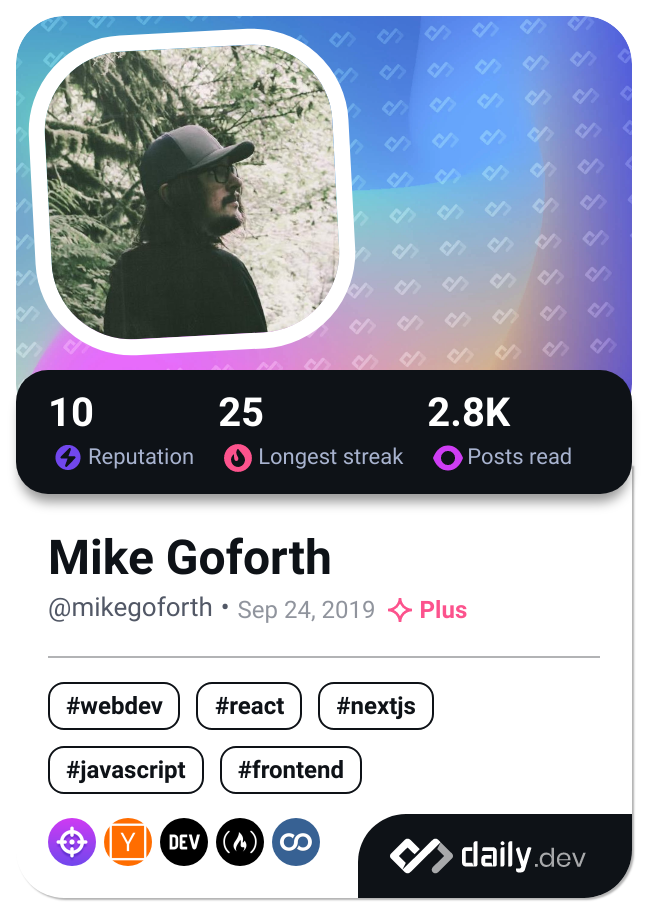 10 25 2.8K
Reputation Longest streak Posts read
Mike Goforth
@mikegoforth • Sep 24, 2019 Plus
#webdev #react #nextjs
#javascript #frontend
Y DEV
daily.dev